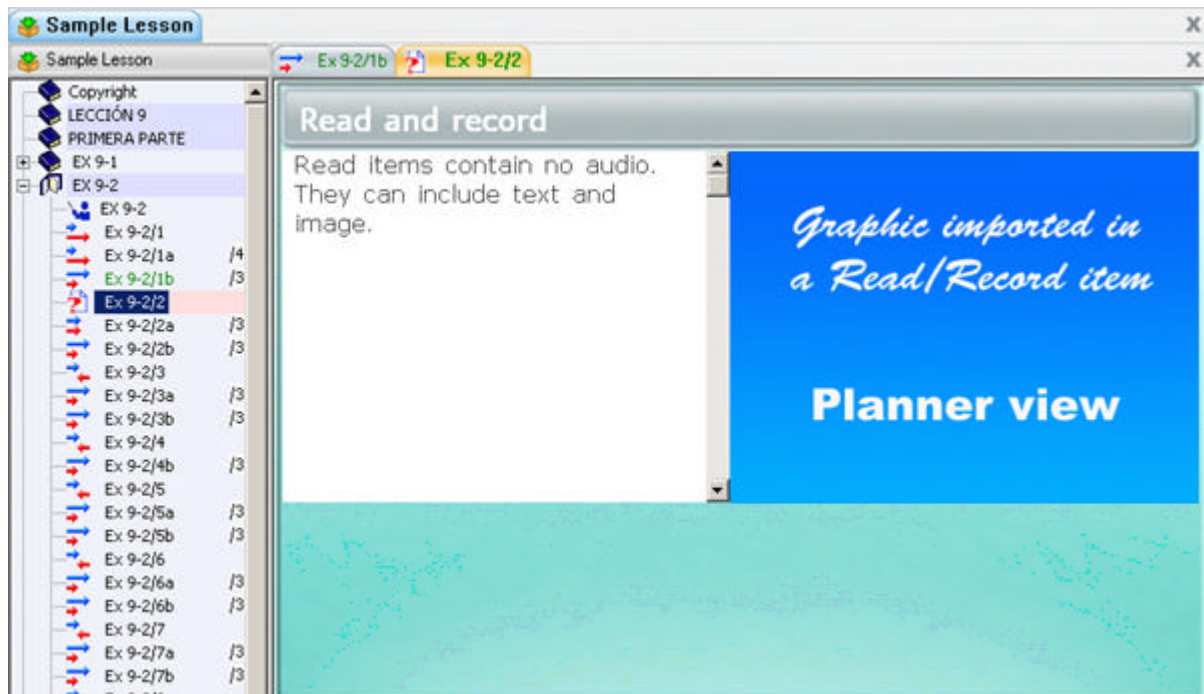 Sample Lesson
Sample Lesson
Ex 9-2/1b
Ex 9-2/2
Copyright
LECCIÓN 9
PRIMERA PARTE
EX 9-1
EX 9-2
EX 9-2
Ex 9-2/1
Ex 9-2/1a /4
Ex 9-2/1b /3
Ex 9-2/2
Ex 9-2/2a /3
Ex 9-2/2b /3
Ex 9-2/3
Ex 9-2/3a /3
Ex 9-2/3b /3
Ex 9-2/4
Ex 9-2/4b /3
Ex 9-2/5
Ex 9-2/5a /3
Ex 9-2/5b /3
Ex 9-2/6
Ex 9-2/6a /3
Ex 9-2/6b /3
Ex 9-2/7
Ex 9-2/7a /3
Ex 9-2/7b /3
Read and record
Read items contain no audio.
They can include text and
image.
Graphic imported in
a Read/Record item
Planner view